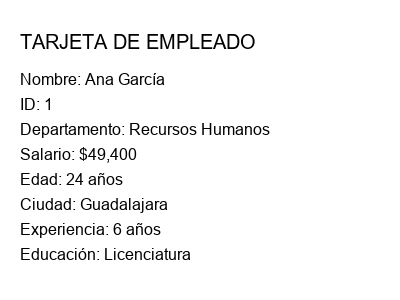 TARJETA DE EMPLEADO
Nombre: Ana García
ID: 1
Departamento: Recursos Humanos
Salario: $49,400
Edad: 24 años
Ciudad: Guadalajara
Experiencia: 6 años
Educación: Licenciatura